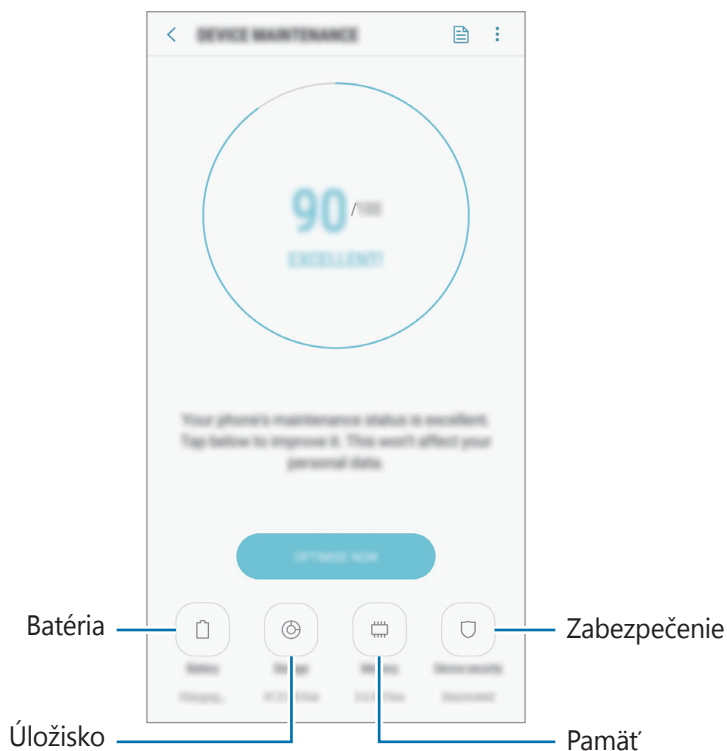 DEVICE MAINTENANCE
90 /100
EXCELLENT!
Your phone's maintenance status is excellent.
Tap below to improve it. This won't affect your
personal data.
OPTIMIZE NOW
Batéria
Zabezpečenie
Battery
Storage
Memory
Device security
Úložisko
Pamäť